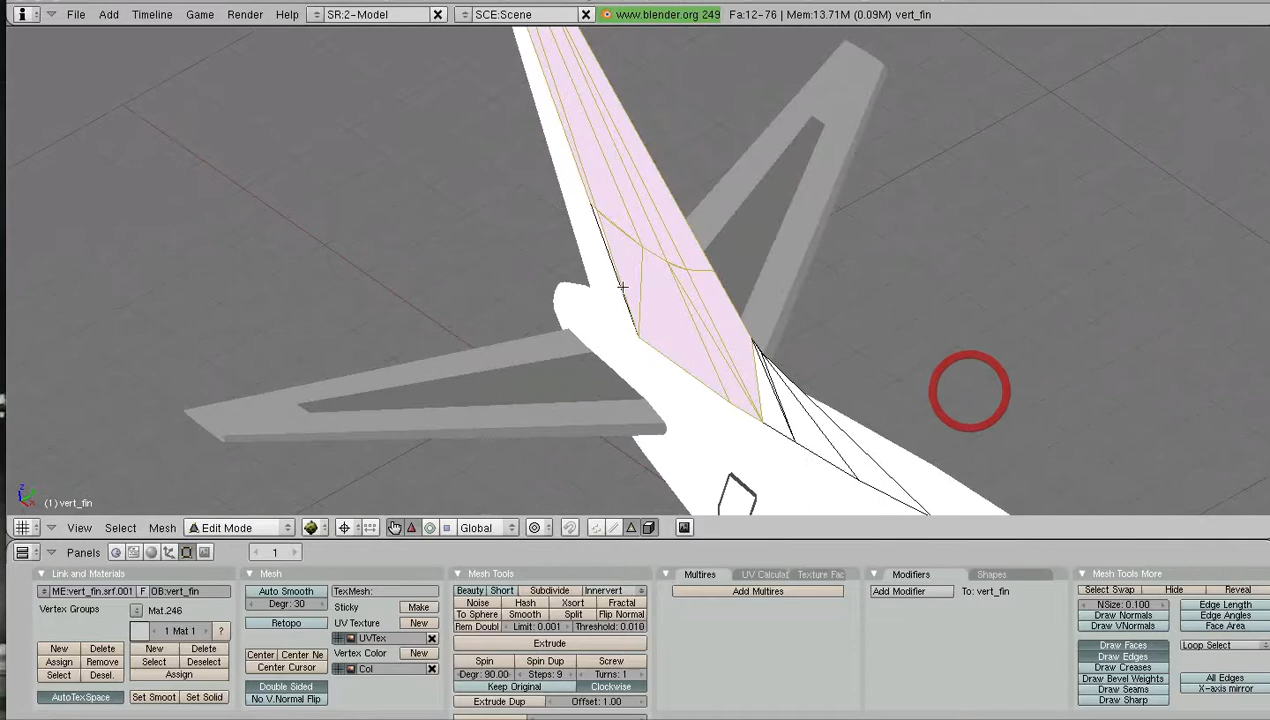 File Add Timeline Game Render Help SR:2-Model SCE:Scene www.blender.org 249 Fa:12-76 | Mem:13.71M (0.09M) vert_fin
z
(1) vert_fin
View Select Mesh Edit Mode Global
Panels 1
Link and Materials
ME:vert_fin.srf.001 F OB:vert_fin
Vertex Groups Mat.246
1 Mat 1 ?
New Delete New Delete
Assign Remove Select Deselect
Select Desel. Assign
AutoTexSpace Set Smoot Set Solid
Mesh
Auto Smooth TexMesh:
Degr: 30 Sticky Make
Retopo UV Texture New
UVTex
Center Center Ne Vertex Color New
Center Cursor Col
Double Sided
No V.Normal Flip
Mesh Tools
Beauty Short Subdivide Innervert
Noise Hash Xsort Fractal
To Sphere Smooth Split Flip Normal
Rem Doubl Limit: 0.001 Threshold: 0.010
Extrude
Spin Spin Dup Screw
Degr: 90.00 Steps: 9 Turns: 1
Keep Original Clockwise
Extrude Dup Offset: 1.00
Multires UV Calculat Texture Fac
Add Multires
Modifiers Shapes
Add Modifier To: vert_fin
Mesh Tools More
Select Swap Hide Reveal
NSize: 0.100 Edge Length
Draw Normals Edge Angles
Draw VNormals Face Area
Draw Faces Loop Select
Draw Edges
Draw Creases
Draw Bevel Weights All Edges
Draw Seams X-axis mirror
Draw Sharp